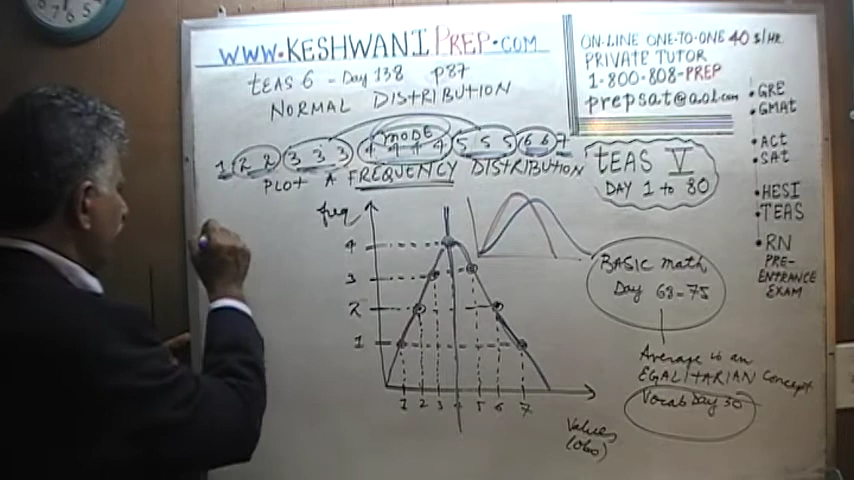 WWW.KESHWANIPREP.COM
TEAS 6 - Day 138 p87
NORMAL DISTRIBUTION
MODE
1 2 2 3 3 3 4 4 4 4 5 5 5 6 6 7
PLOT A FREQUENCY DISTRIBUTION
ON-LINE ONE-TO-ONE 40 $/HR
PRIVATE TUTOR
1-800-808-PREP
prepsat@aol.com
TEAS V
DAY 1 to 80
• GRE
• GMAT
• ACT
• SAT
• HESI
• TEAS
• RN
PRE-
ENTRANCE
EXAM
freq
4
3
2
1
1 2 3 4 5 6 7
Values
(Obs)
BASIC math
Day 68-75
Average is an
EGALITARIAN concept
Vocab Day 50